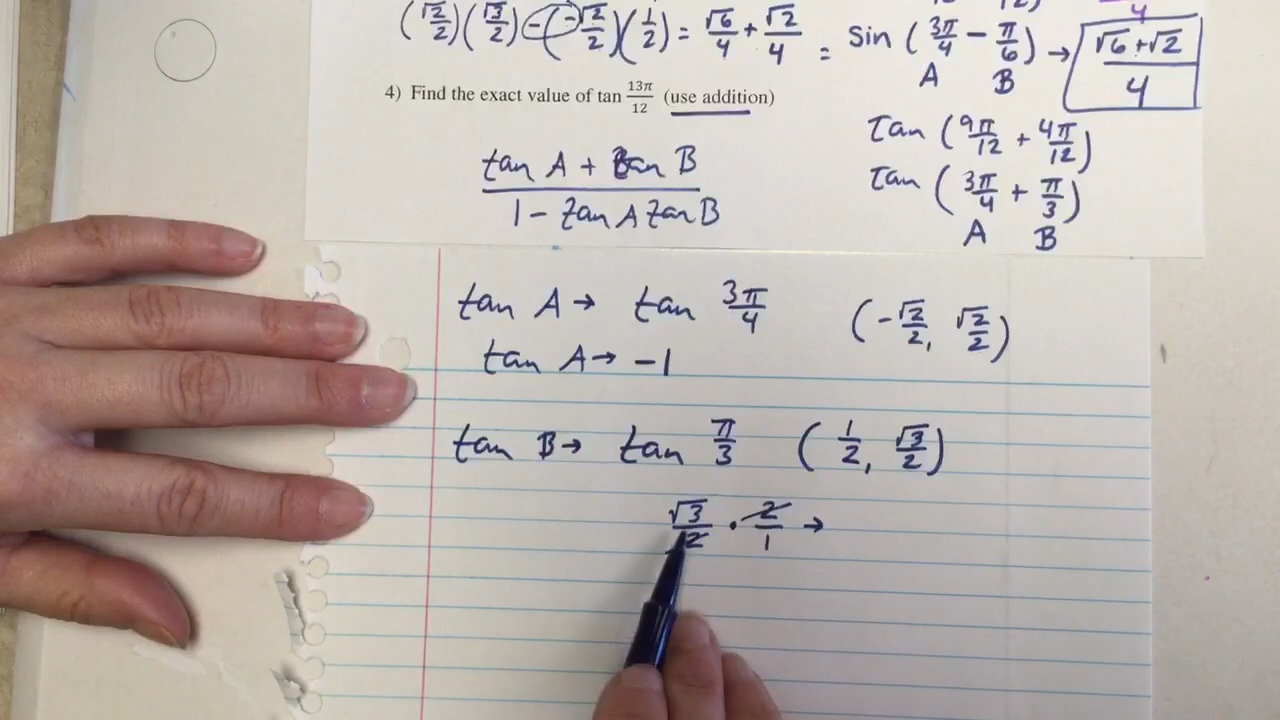 (√2/2)(√3/2) - (-√2/2)(1/2) = √6/4 + √2/4 = sin (3π/4 - π/6) → √6+√2/4
A B
4) Find the exact value of tan 13π/12 (use addition)
tan A + tan B / 1 - tan A tan B
tan (9π/12 + 4π/12)
tan (3π/4 + π/3)
A B
tan A → tan 3π/4 (-√2/2, √2/2)
tan A → -1
tan B → tan π/3 (1/2, √3/2)
√3/2 · 2/1 →